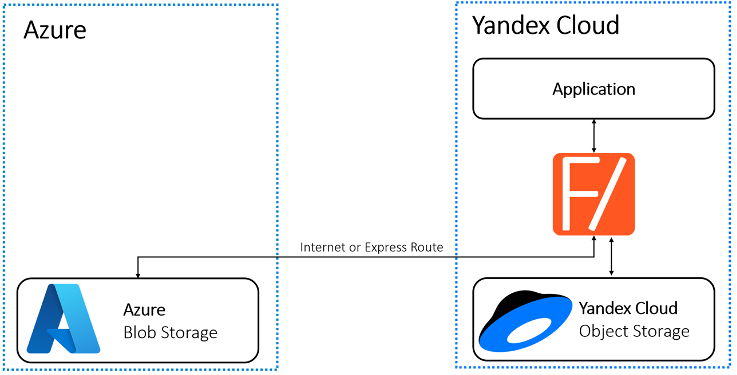 Azure
Yandex Cloud
Application
F/
Internet or Express Route
Azure
Blob Storage
Yandex Cloud
Object Storage